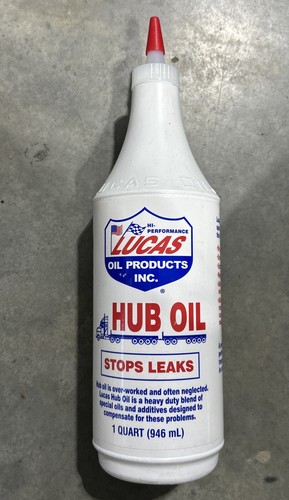 LUCAS OIL
HI-
PERFORMANCE
LUCAS
OIL PRODUCTS
INC.
®
HUB OIL
STOPS LEAKS
Hub oil is over-worked and often neglected.
Lucas Hub Oil is a heavy duty blend of
special oils and additives designed to
compensate for these problems.
1 QUART (946 mL)